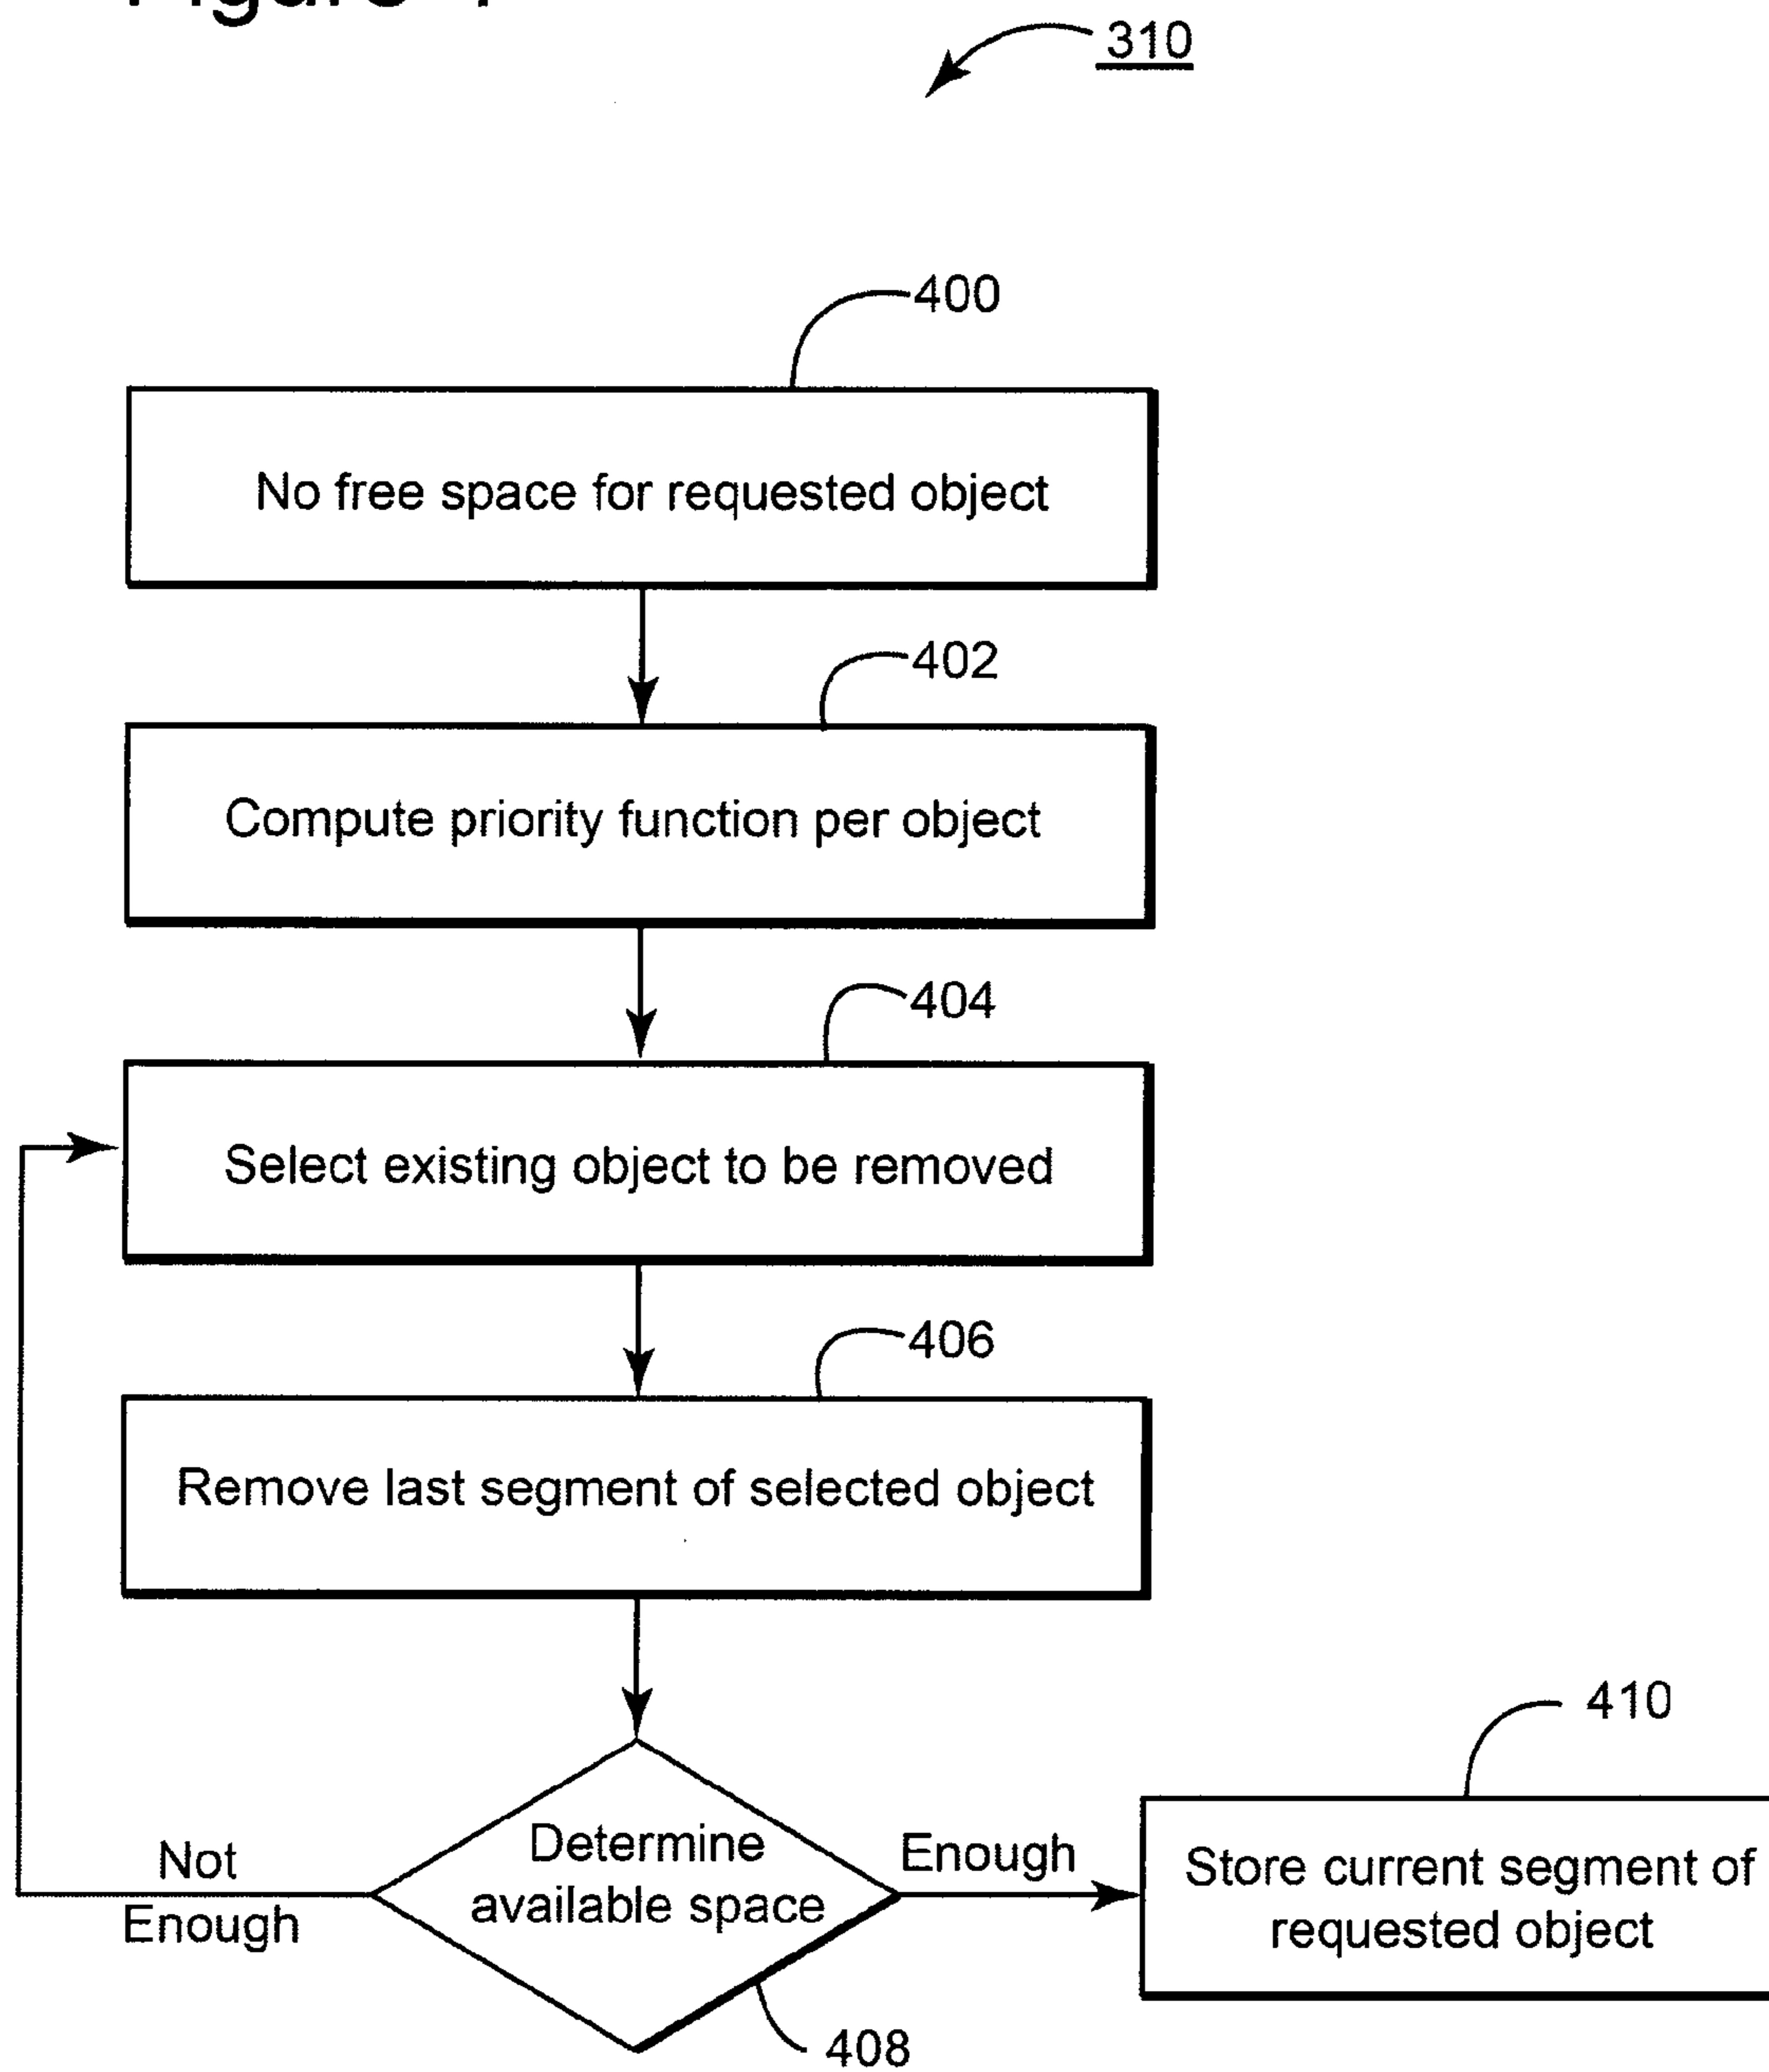 310
400
No free space for requested object
402
Compute priority function per object
404
Select existing object to be removed
406
Remove last segment of selected object
410
Determine
available space
Not
Enough
Enough
Store current segment of
requested object
408